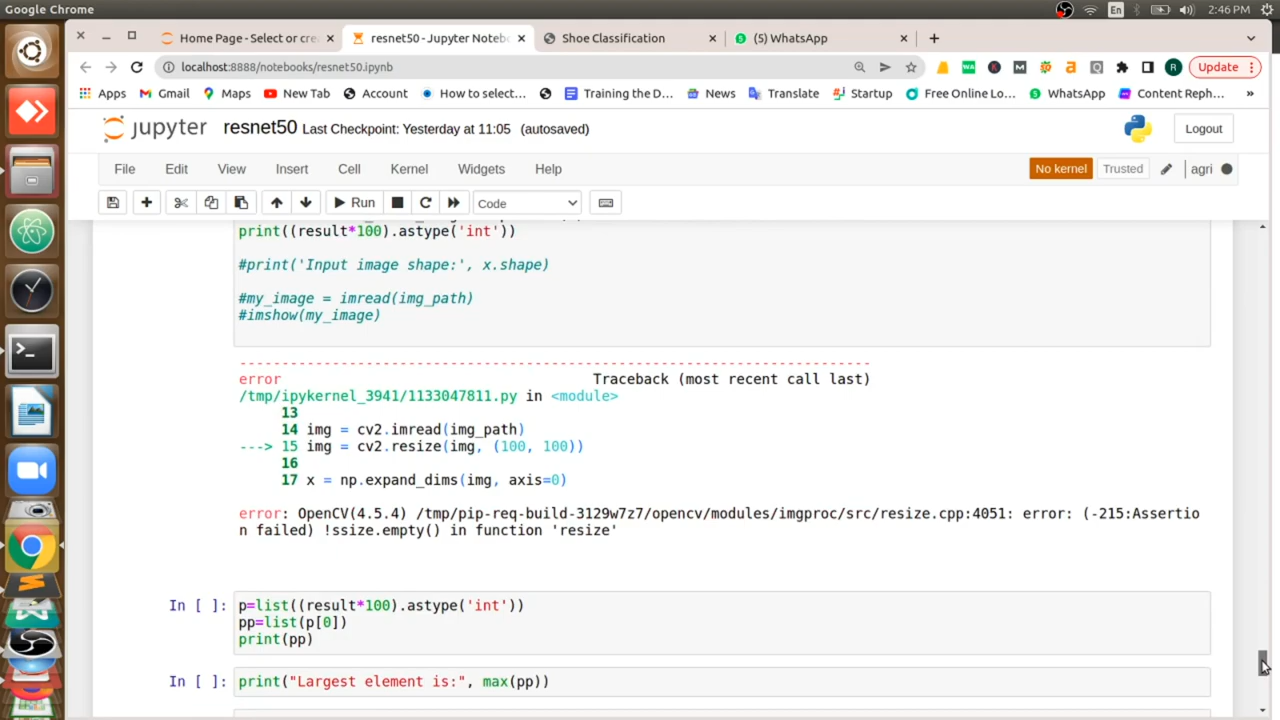 Google Chrome En 2:46 PM
Home Page - Select or cre resnet50 - Jupyter Noteb Shoe Classification (5) WhatsApp
localhost:8888/notebooks/resnet50.ipynb Update
Apps Gmail Maps New Tab Account How to select... Training the D... News Translate Startup Free Online Lo... WhatsApp Content Reph... »
jupyter resnet50 Last Checkpoint: Yesterday at 11:05 (autosaved) Logout
File Edit View Insert Cell Kernel Widgets Help No kernel Trusted agri
Run Code
print((result*100).astype('int'))
#print('Input image shape:', x.shape)
#my_image = imread(img_path)
#imshow(my_image)
error Traceback (most recent call last)
/tmp/ipykernel_3941/1133047811.py in <module>
13
14 img = cv2.imread(img_path)
---> 15 img = cv2.resize(img, (100, 100))
16
17 x = np.expand_dims(img, axis=0)
error: OpenCV(4.5.4) /tmp/pip-req-build-3129w7z7/opencv/modules/imgproc/src/resize.cpp:4051: error: (-215:Assertio
n failed) !ssize.empty() in function 'resize'
In [ ]: p=list((result*100).astype('int'))
pp=list(p[0])
print(pp)
In [ ]: print("Largest element is:", max(pp))